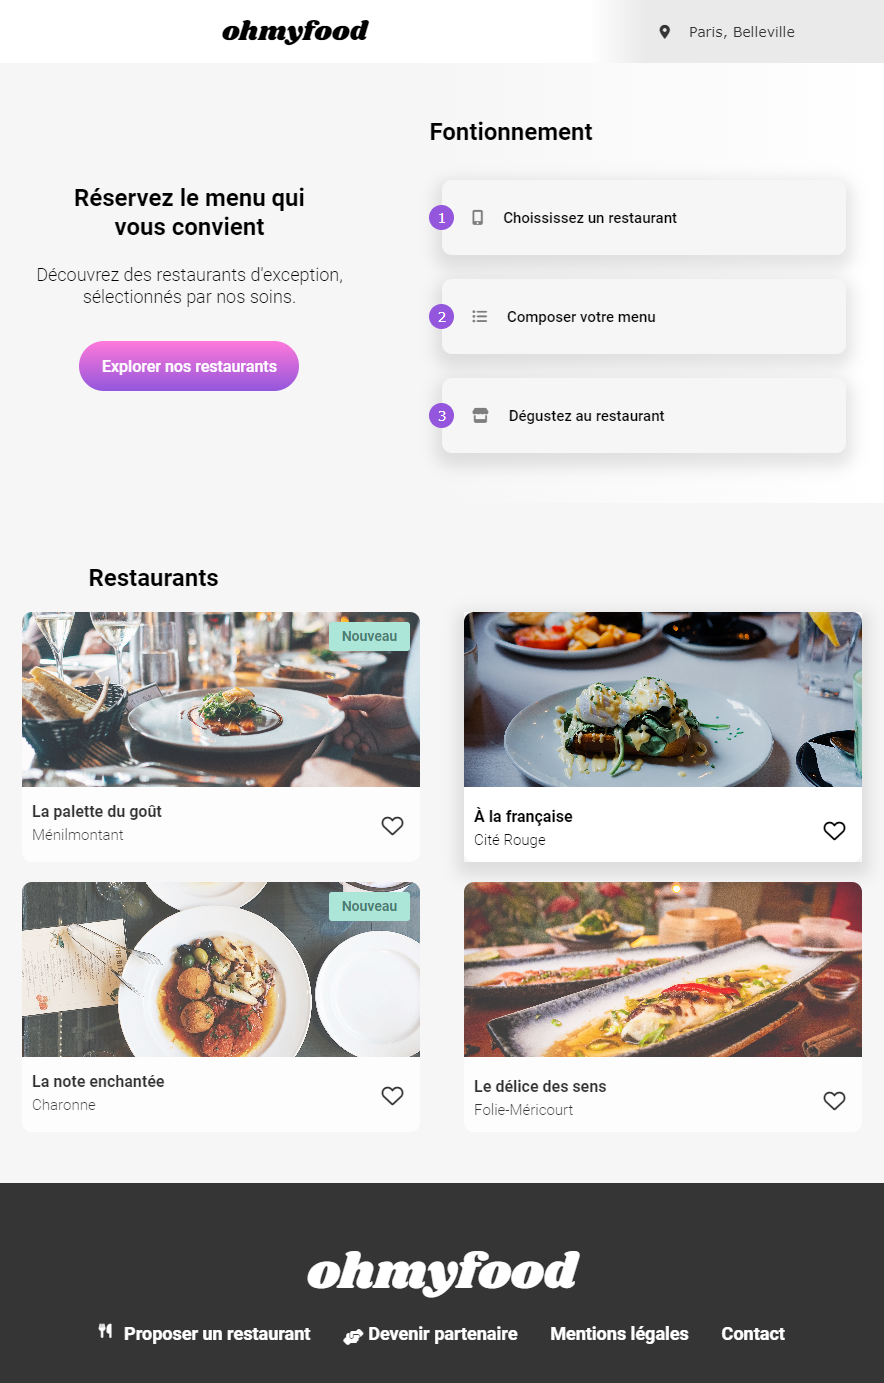 ohmyfood
Paris, Belleville
Réservez le menu qui
vous convient
Découvrez des restaurants d'exception,
sélectionnés par nos soins.
Explorer nos restaurants
Fontionnement
1 Choississez un restaurant
2 Composer votre menu
3 Dégustez au restaurant
Restaurants
Nouveau
La palette du goût
Ménilmontant
À la française
Cité Rouge
Nouveau
La note enchantée
Charonne
Le délice des sens
Folie-Méricourt
ohmyfood
Proposer un restaurant
Devenir partenaire
Mentions légales
Contact